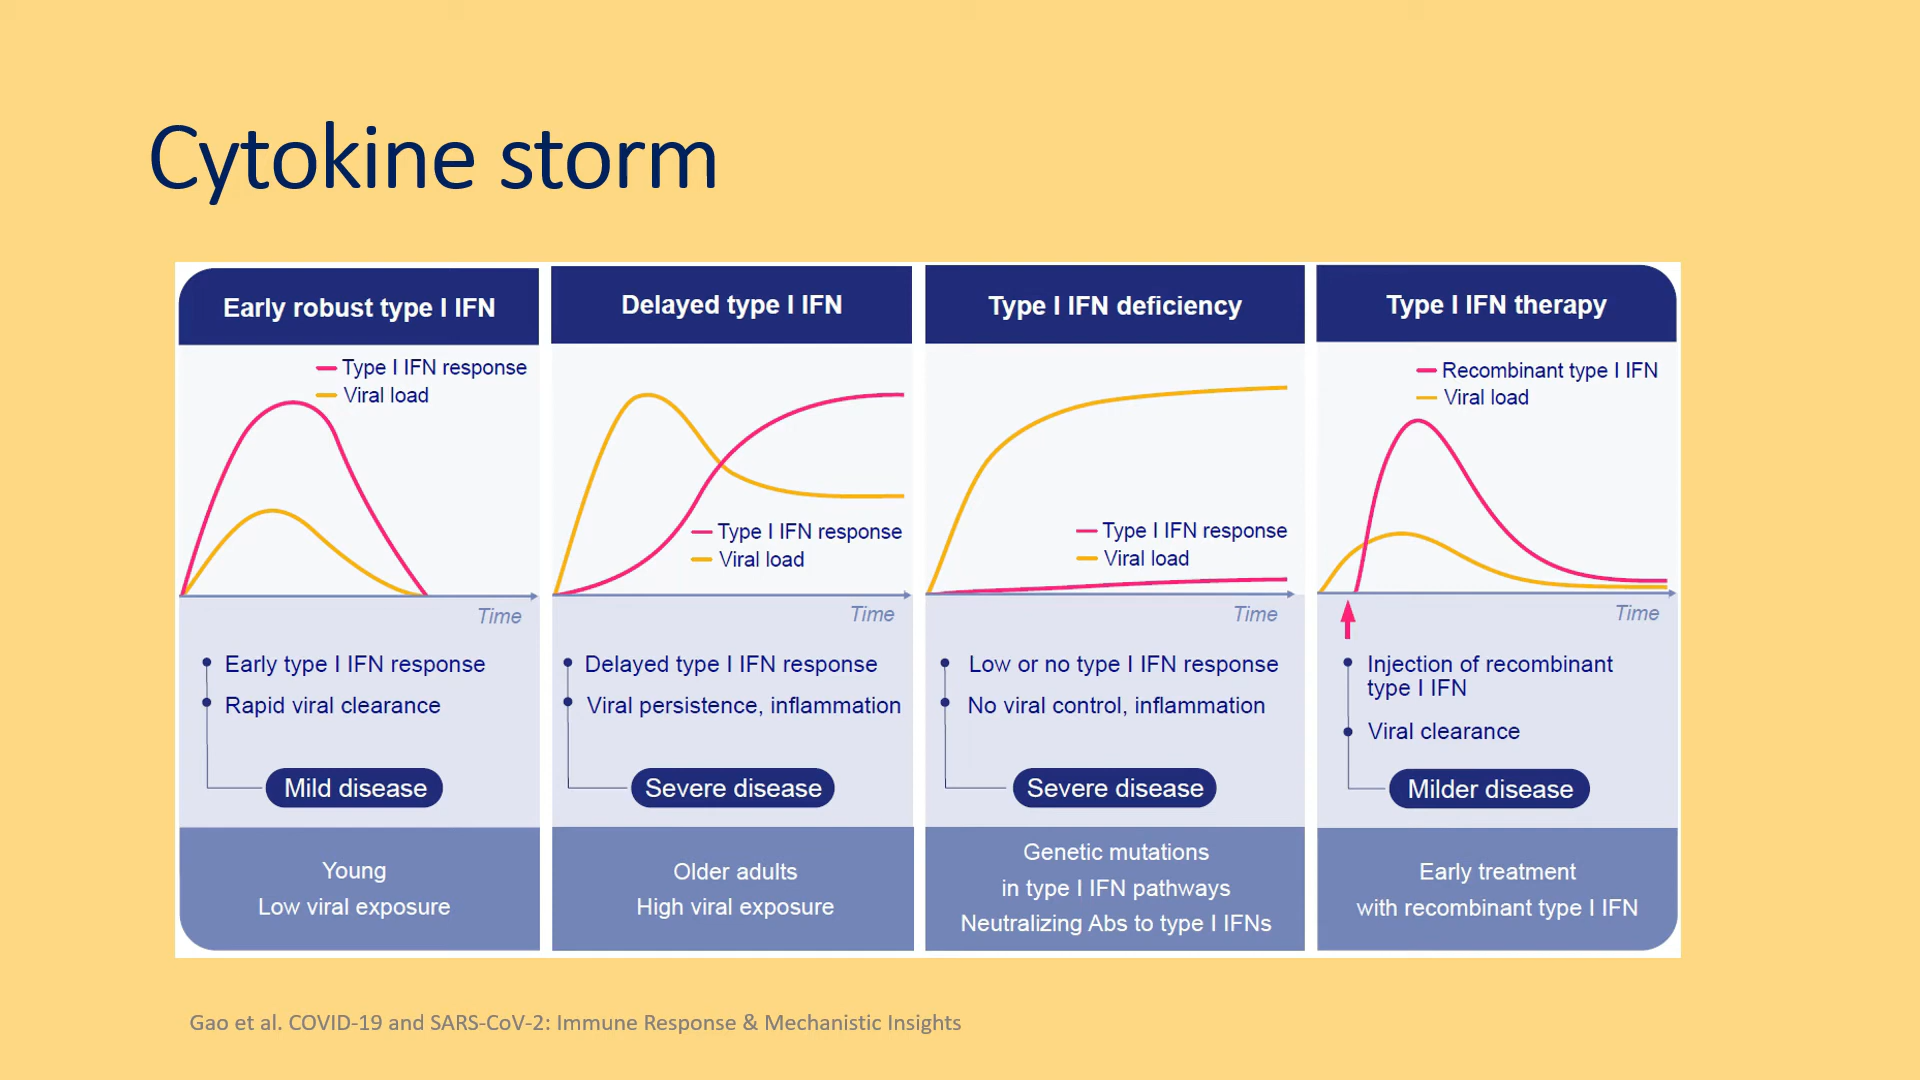 Cytokine storm
Early robust type I IFN
Type I IFN response
Viral load
Time
Early type I IFN response
Rapid viral clearance
Mild disease
Young
Low viral exposure
Delayed type I IFN
Type I IFN response
Viral load
Time
Delayed type I IFN response
Viral persistence, inflammation
Severe disease
Older adults
High viral exposure
Type I IFN deficiency
Type I IFN response
Viral load
Time
Low or no type I IFN response
No viral control, inflammation
Severe disease
Genetic mutations
in type I IFN pathways
Neutralizing Abs to type I IFNs
Type I IFN therapy
Recombinant type I IFN
Viral load
Time
Injection of recombinant
type I IFN
Viral clearance
Milder disease
Early treatment
with recombinant type I IFN
Gao et al. COVID-19 and SARS-CoV-2: Immune Response & Mechanistic Insights